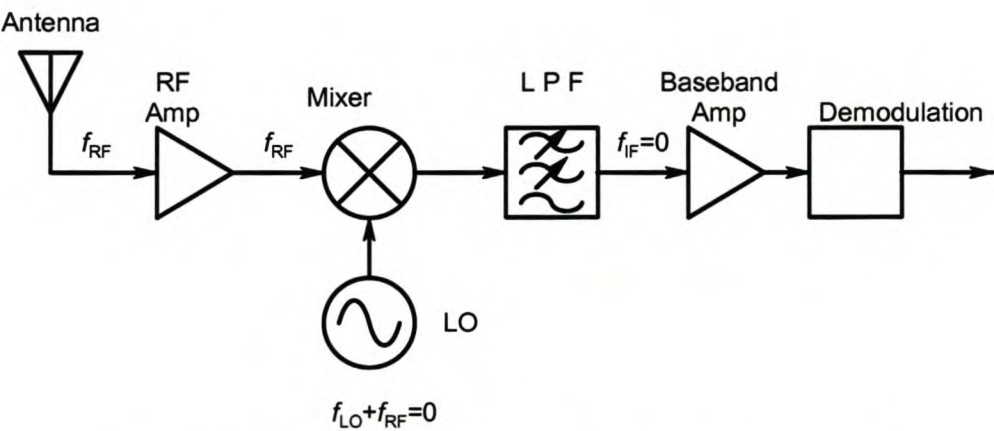 Antenna
RF
Amp
Mixer
L P F
Baseband
Amp
Demodulation
fRF
fRF
fIF=0
LO
fLO+fRF=0